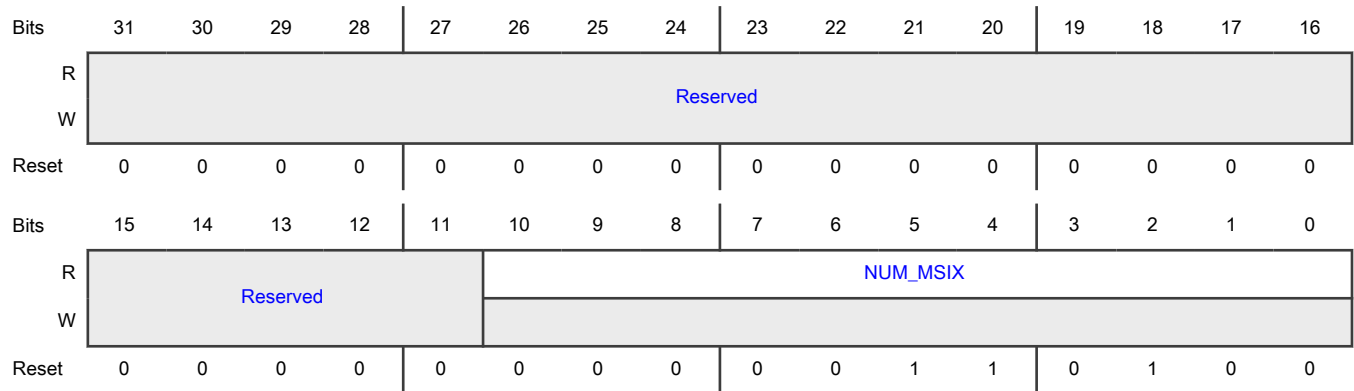 Bits 31 30 29 28 27 26 25 24 23 22 21 20 19 18 17 16
R
Reserved
W
Reset 0 0 0 0 0 0 0 0 0 0 0 0 0 0 0 0
Bits 15 14 13 12 11 10 9 8 7 6 5 4 3 2 1 0
R NUM_MSIX
Reserved
W
Reset 0 0 0 0 0 0 0 0 0 0 1 1 0 1 0 0